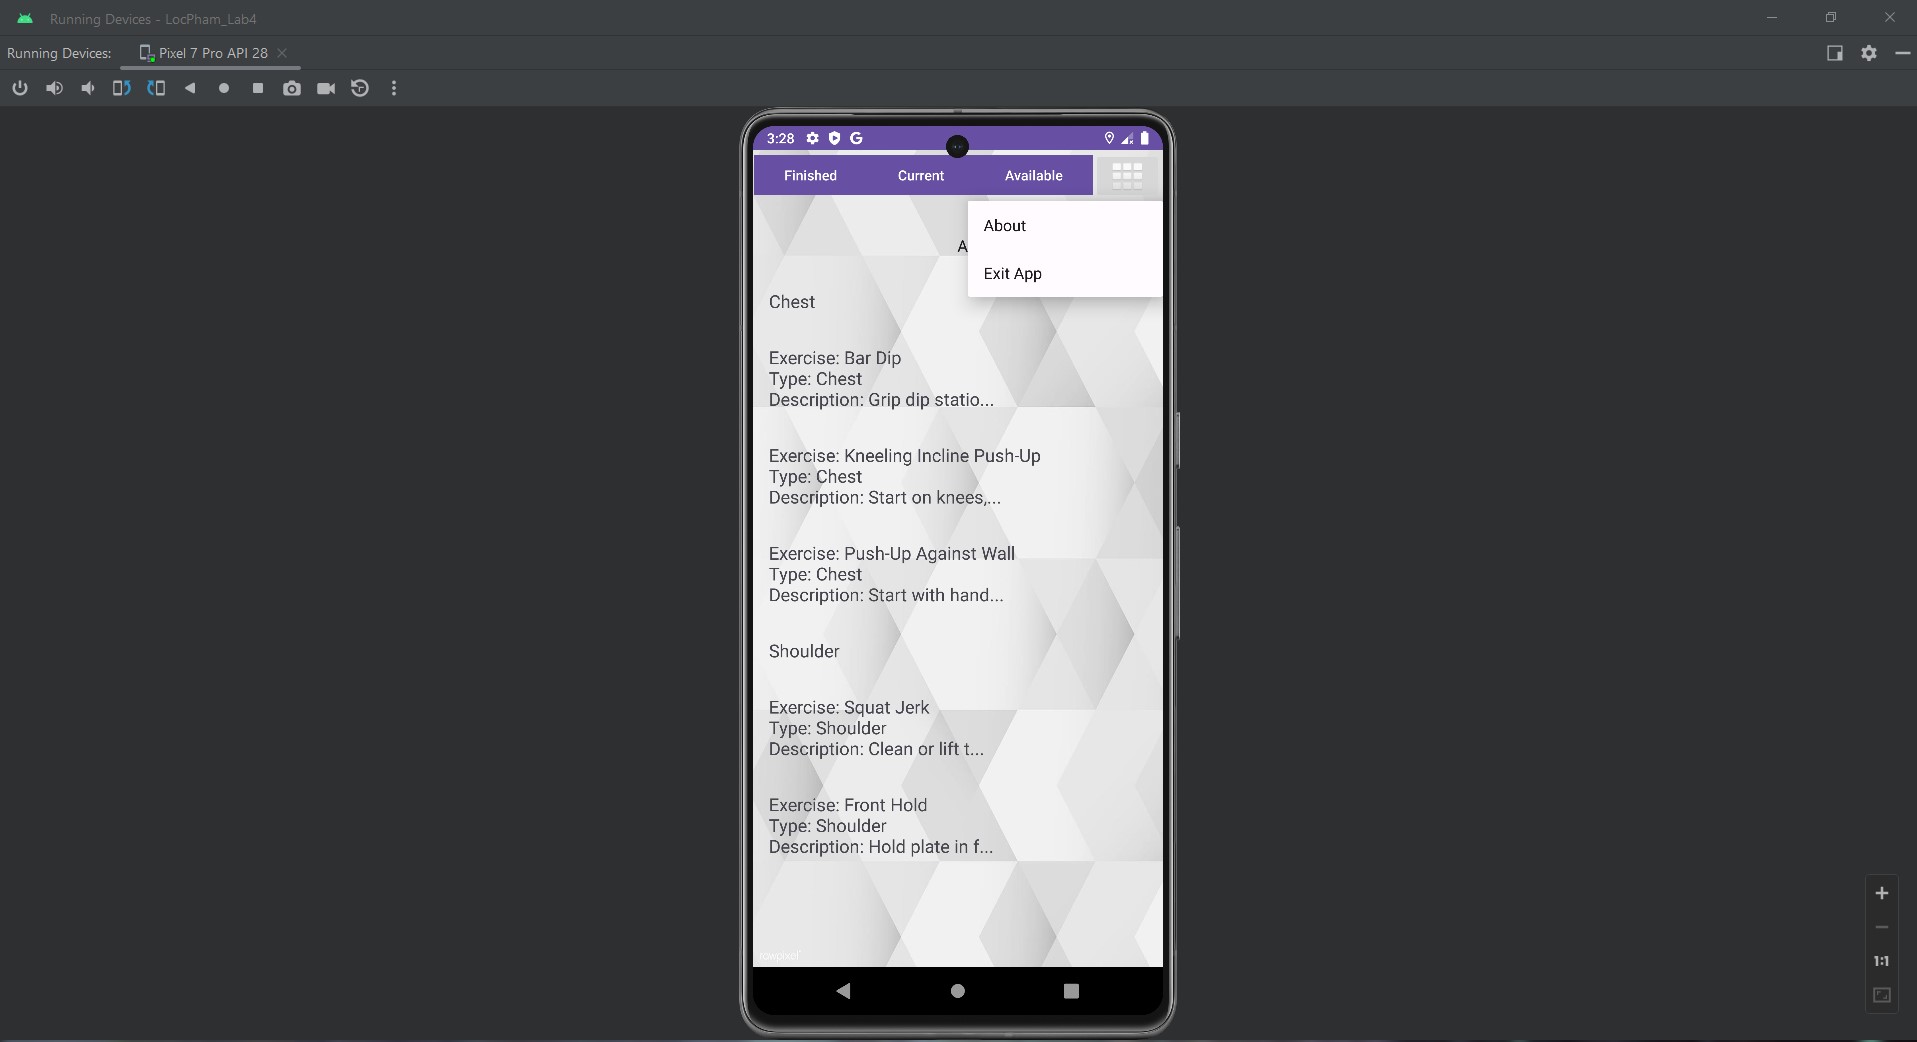 Running Devices - LocPham_Lab4
Running Devices:
Pixel 7 Pro API 28
3:28
Finished
Current
Available
About
A
Exit App
Chest
Exercise: Bar Dip
Type: Chest
Description: Grip dip statio...
Exercise: Kneeling Incline Push-Up
Type: Chest
Description: Start on knees,...
Exercise: Push-Up Against Wall
Type: Chest
Description: Start with hand...
Shoulder
Exercise: Squat Jerk
Type: Shoulder
Description: Clean or lift t...
Exercise: Front Hold
Type: Shoulder
Description: Hold plate in f...
rawpixel
1:1